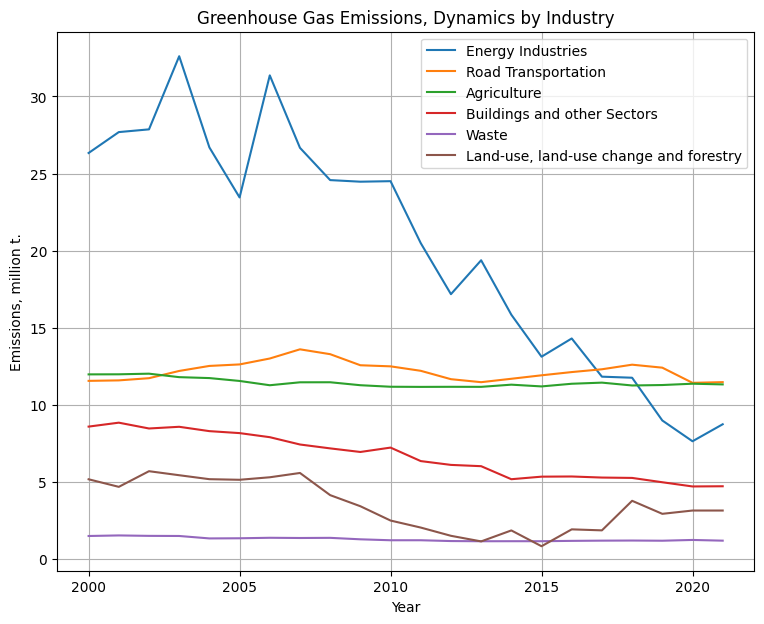 Greenhouse Gas Emissions, Dynamics by Industry
Energy Industries
Road Transportation
Agriculture
Buildings and other Sectors
Waste
Land-use, land-use change and forestry
Emissions, million t.
30
25
20
15
10
5
0
2000
2005
2010
2015
2020
Year